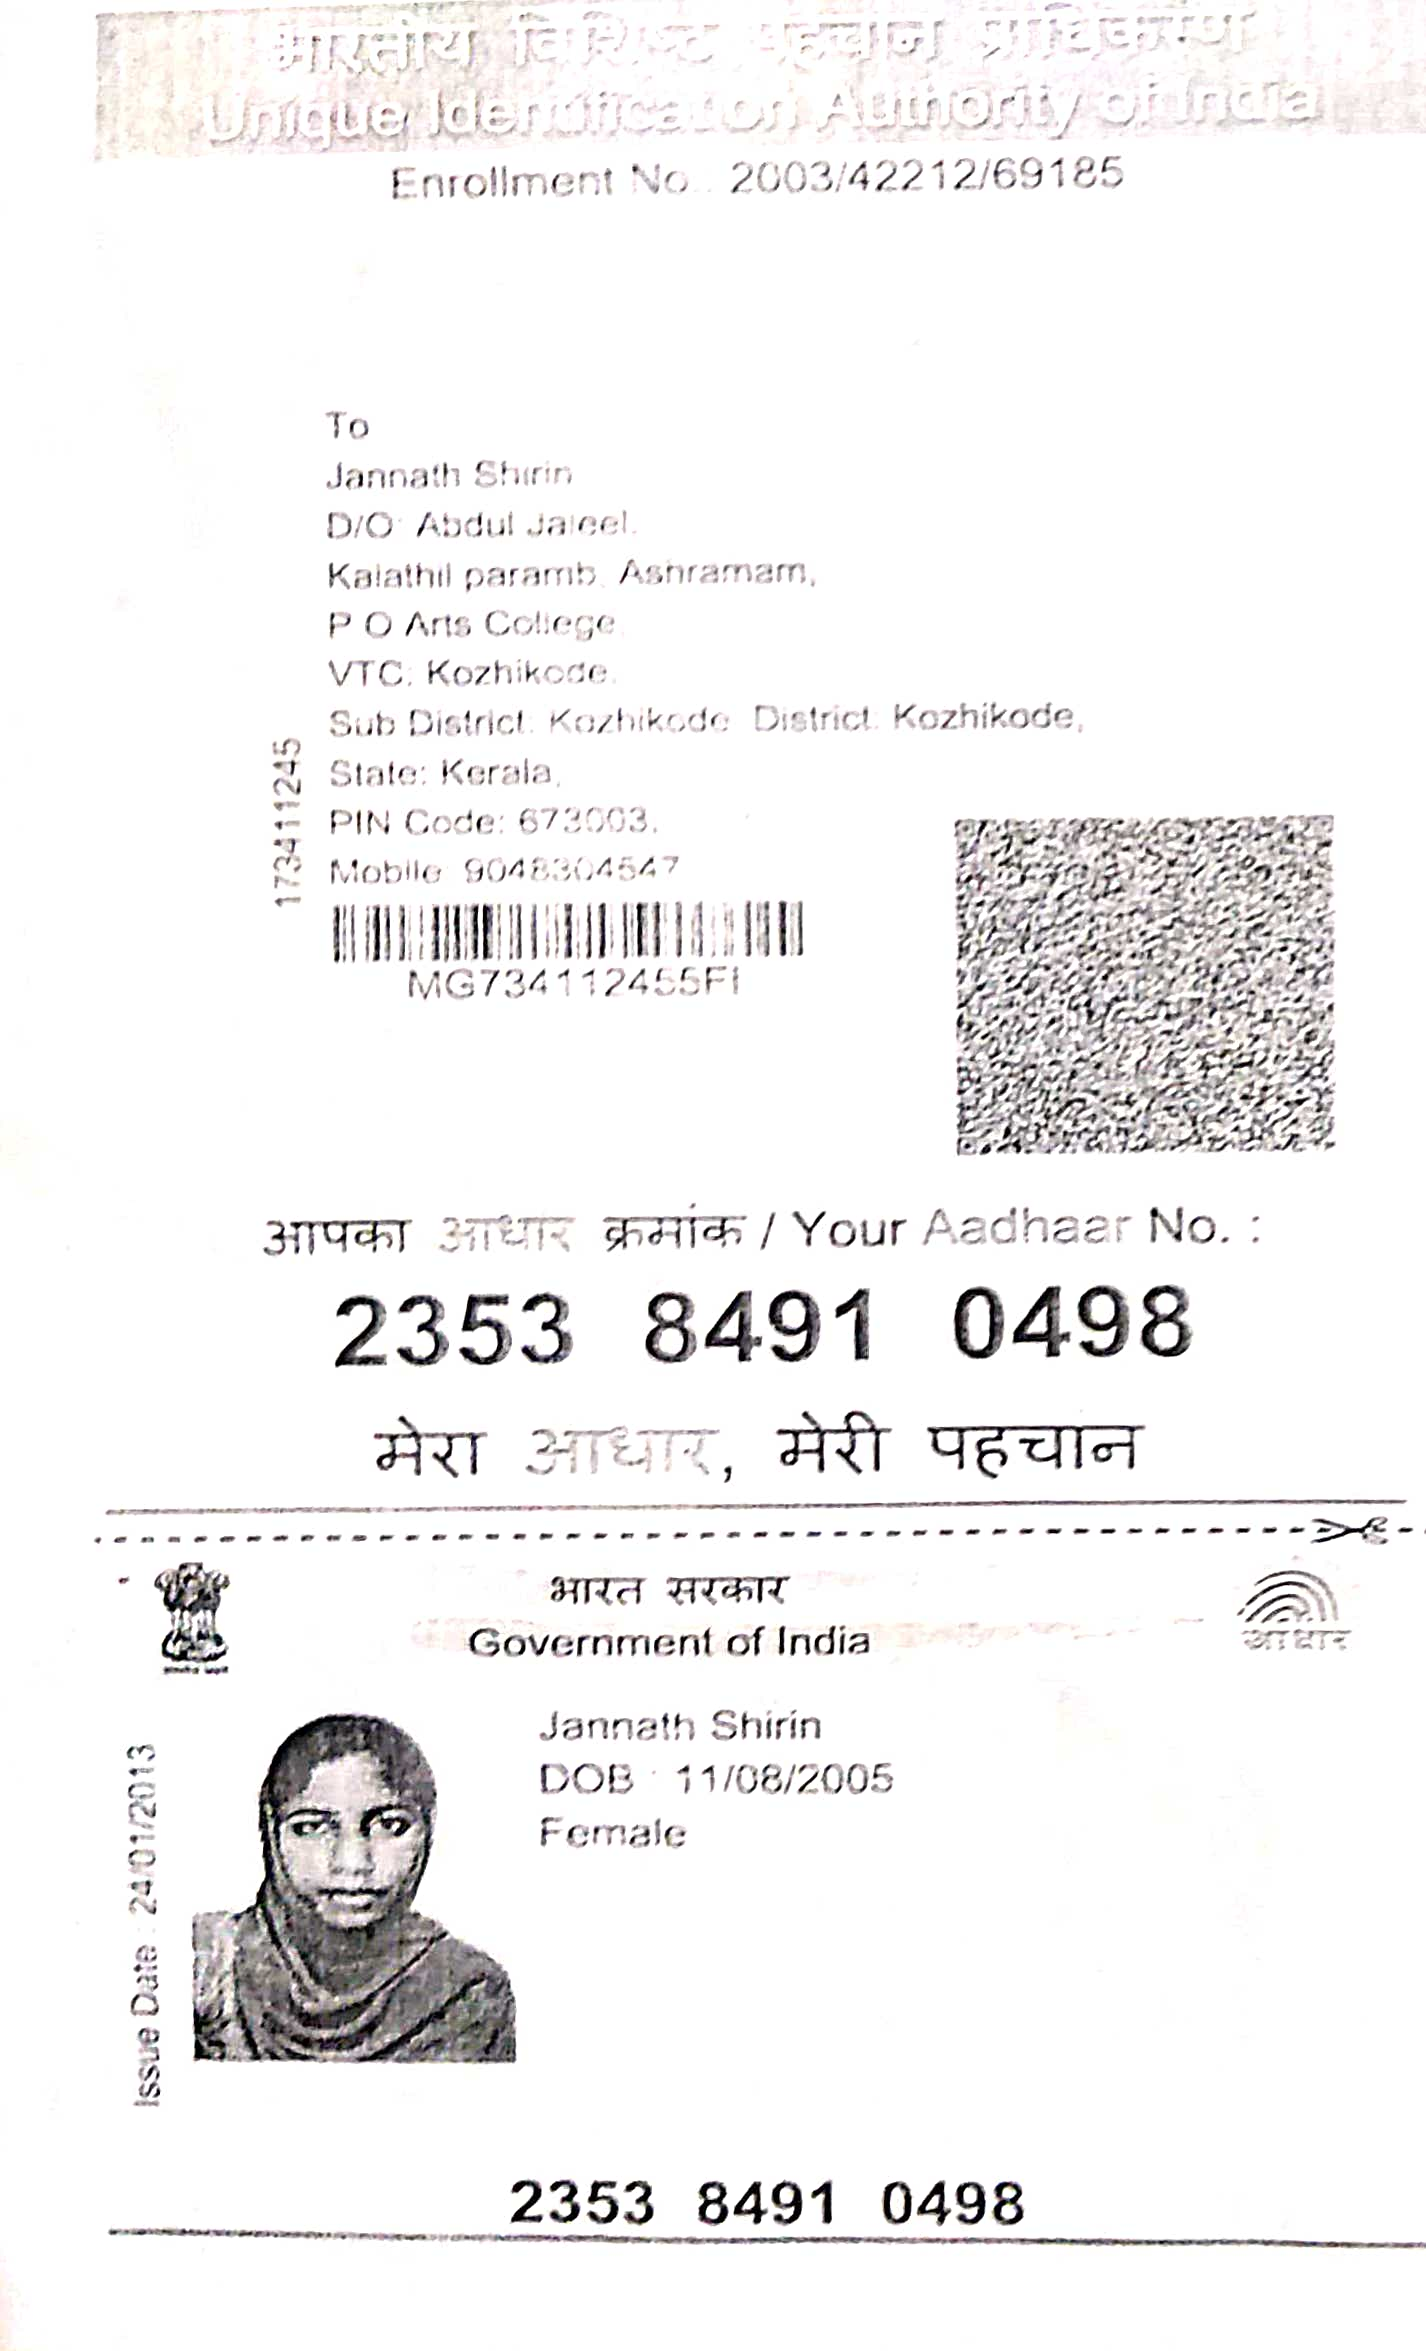 भारतीय विशिष्ट पहचान प्राधिकरण
Unique Identification Authority of India
Enrollment No.: 2003/42212/69185
To
Jannath Shirin
D/O: Abdul Jaleel,
Kalathil paramb, Ashramam,
P O Arts College,
VTC: Kozhikode,
Sub District: Kozhikode, District: Kozhikode,
State: Kerala,
PIN Code: 673003,
Mobile: 9048304547
173411245
MG734112455FI
आपका आधार क्रमांक / Your Aadhaar No. :
2353 8491 0498
मेरा आधार, मेरी पहचान
भारत सरकार
Government of India
आधार
Jannath Shirin
DOB : 11/08/2005
Female
Issue Date : 24/01/2013
2353 8491 0498